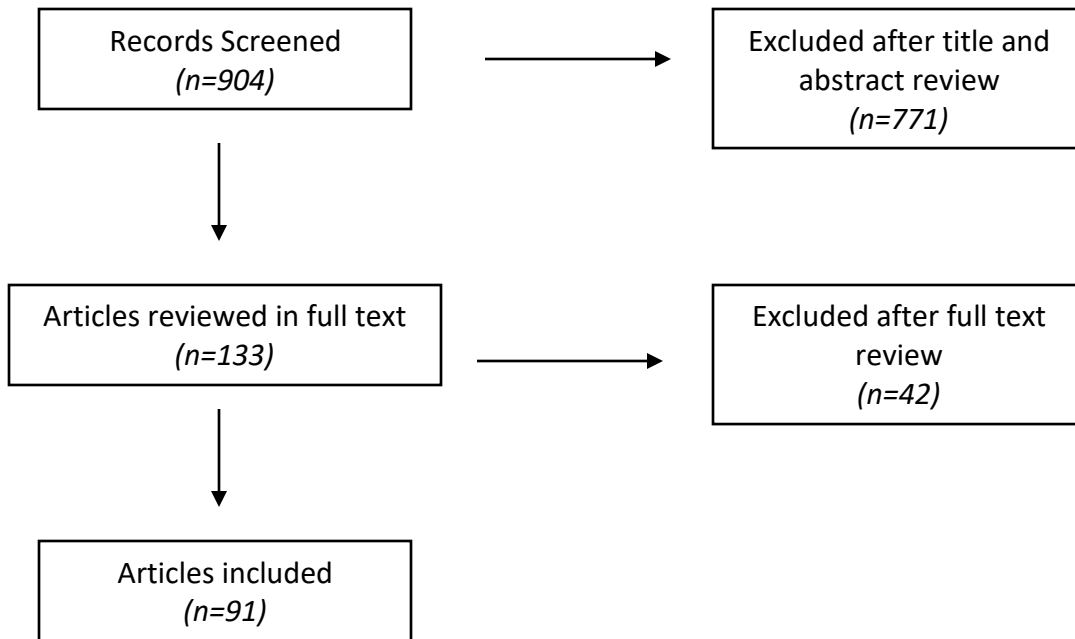 Records Screened
(n=904)
Excluded after title and
abstract review
(n=771)
Articles reviewed in full text
(n=133)
Excluded after full text
review
(n=42)
Articles included
(n=91)